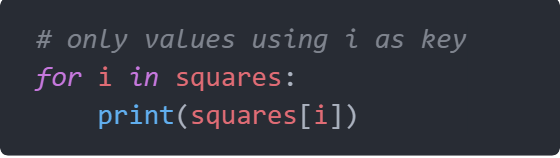 # only values using i as key
for i in squares:
    print(squares[i])